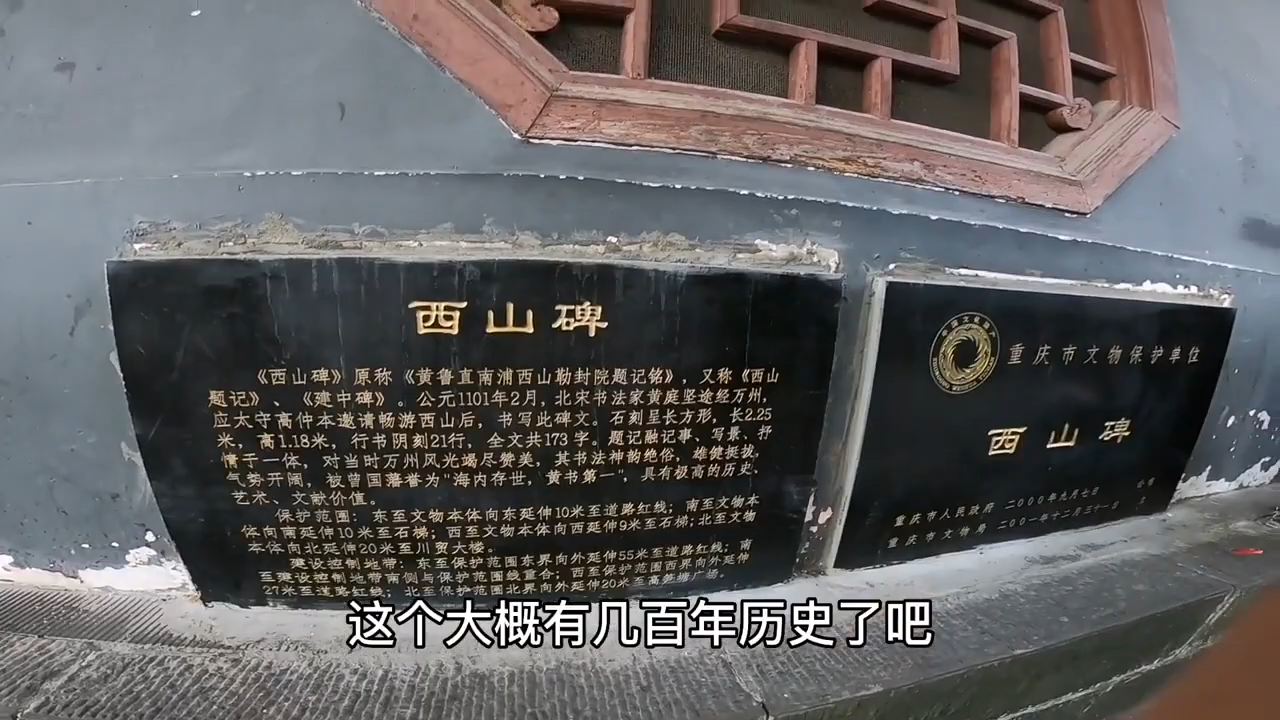 西山碑
《西山碑》原称《黄鲁直南浦西山勒封院题记铭》，又称《西山
题记》、《建中碑》。公元1101年2月，北宋书法家黄庭坚途经万州，
应太守高仲本邀请畅游西山后，书写此碑文。石刻呈长方形，长2.25
米，高1.18米，行书阴刻21行，全文共173字。题记融记事、写景、抒
情于一体，对当时万州风光竭尽赞美，其书法神韵绝俗，雄健挺拔，
气势开阔，被曾国藩誉为"海内存世，黄书第一"，具有极高的历史、
艺术、文献价值。
保护范围：东至文物本体向东延伸10米至道路红线；南至文物本
体向南延伸10米至石梯；西至文物本体向西延伸9米至石梯；北至文物
本体向北延伸20米至川贸大楼。
建设控制地带：东至保护范围东界向外延伸55米至道路红线；南
至建设控制地带南侧与保护范围线重合；西至保护范围西界向外延伸
27米至道路红线；北至保护范围北界向外延伸20米至高笋塘广场。
重庆市文物保护单位
西山碑
重庆市人民政府 二000年九月七日 公布
重庆市文物局 二00一年十二月三十一日 立
这个大概有几百年历史了吧